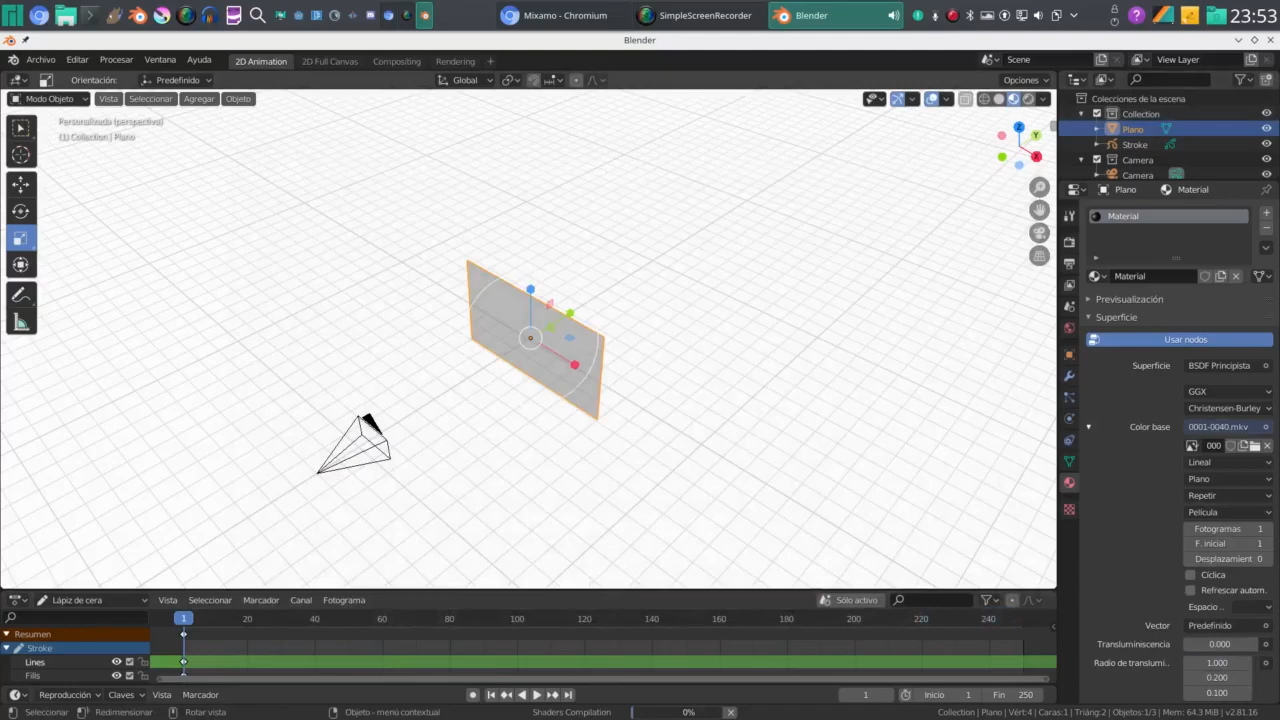 Mixamo - Chromium
SimpleScreenRecorder
Blender
23:53
Blender
Archivo Editar Procesar Ventana Ayuda
2D Animation 2D Full Canvas Compositing Rendering +
Scene
View Layer
Orientación: Predefinido
Global
Opciones
Modo Objeto Vista Seleccionar Agregar Objeto
Personalizada (perspectiva)
(1) Collection | Plano
Z
Y
X
Colecciones de la escena
Collection
Plano
Stroke
Camera
Camera
Plano Material
Material
Material
Previsualización
Superficie
Usar nodos
Superficie BSDF Principista
GGX
Christensen-Burley
Color base 0001-0040.mkv
000
Lineal
Plano
Repetir
Película
Fotogramas 1
F. inicial 1
Desplazamient 0
Cíclica
Refrescar autom.
Espacio ..
Vector Predefinido
Transluminiscencia 0.000
Radio de translumi.. 1.000
0.200
0.100
Lápiz de cera Vista Seleccionar Marcador Canal Fotograma
Sólo activo
1 20 40 60 80 100 120 140 160 180 200 220 240
Resumen
Stroke
Lines
Fills
Reproducción Claves Vista Marcador
1 Inicio 1 Fin 250
Seleccionar Redimensionar Rotar vista Objeto - menú contextual Shaders Compilation 0% Collection | Plano | Vért:4 | Caras:1 | Triáng:2 | Objetos:1/3 | Mem: 64.3 MiB | v2.81.16